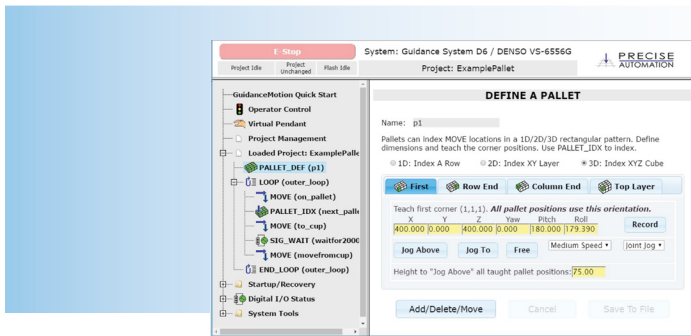 E-Stop
System: Guidance System D6 / DENSO VS-6556G
PRECISE
AUTOMATION
Project Idle
Project Unchanged
Flash Idle
Project: ExamplePallet
GuidanceMotion Quick Start
Operator Control
Virtual Pendant
Project Management
Loaded Project: ExamplePalle
PALLET_DEF (p1)
LOOP (outer_loop)
MOVE (on_pallet)
PALLET_IDX (next_palle
MOVE (to_cup)
SIG_WAIT (waitfor2000
MOVE (movefromcup)
END_LOOP (outer_loop)
Startup/Recovery
Digital I/O Status
System Tools
DEFINE A PALLET
Name: p1
Pallets can index MOVE locations in a 1D/2D/3D rectangular pattern. Define
dimensions and teach the corner positions. Use PALLET_IDX to index.
1D: Index A Row 2D: Index XY Layer 3D: Index XYZ Cube
First Row End Column End Top Layer
Teach first corner (1,1,1). All pallet positions use this orientation.
X Y Z Yaw Pitch Roll
400.000 0.000 400.000 0.000 180.000 179.390 Record
Jog Above Jog To Free Medium Speed Joint Jog
Height to "Jog Above" all taught pallet positions: 75.00
Add/Delete/Move Cancel Save To File